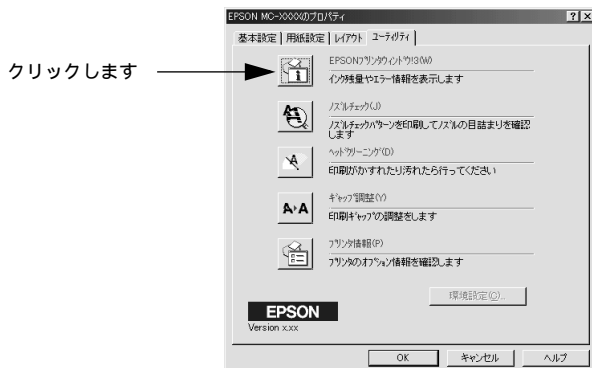 EPSON MC-XXXXのプロパティ
基本設定 用紙設定 レイアウト ユーティリティ
クリックします
EPSONプリンタウィンドウ!3(W)
インク残量やエラー情報を表示します
ノズルチェック(J)
ノズルチェックパターンを印刷してノズルの目詰まりを確認
します
ヘッドクリーニング(D)
印刷がかすれたり汚れたら行ってください
ギャップ調整(Y)
印刷ギャップの調整をします
プリンタ情報(P)
プリンタのオプション情報を確認します
環境設定(O)...
EPSON
Version x.xx
OK キャンセル ヘルプ